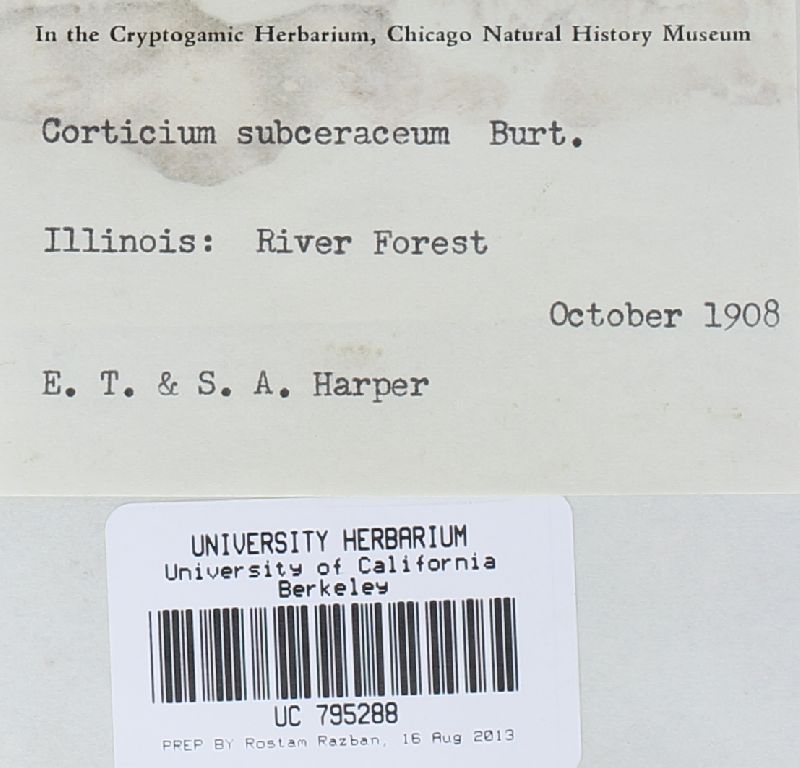 In the Cryptogamic Herbarium, Chicago Natural History Museum
Corticium subceraceum Burt.
Illinois: River Forest
October 1908
E. T. & S. A. Harper
UNIVERSITY HERBARIUM
University of California
Berkeley
UC 795288
PREP BY Rostam Razban, 16 Aug 2013